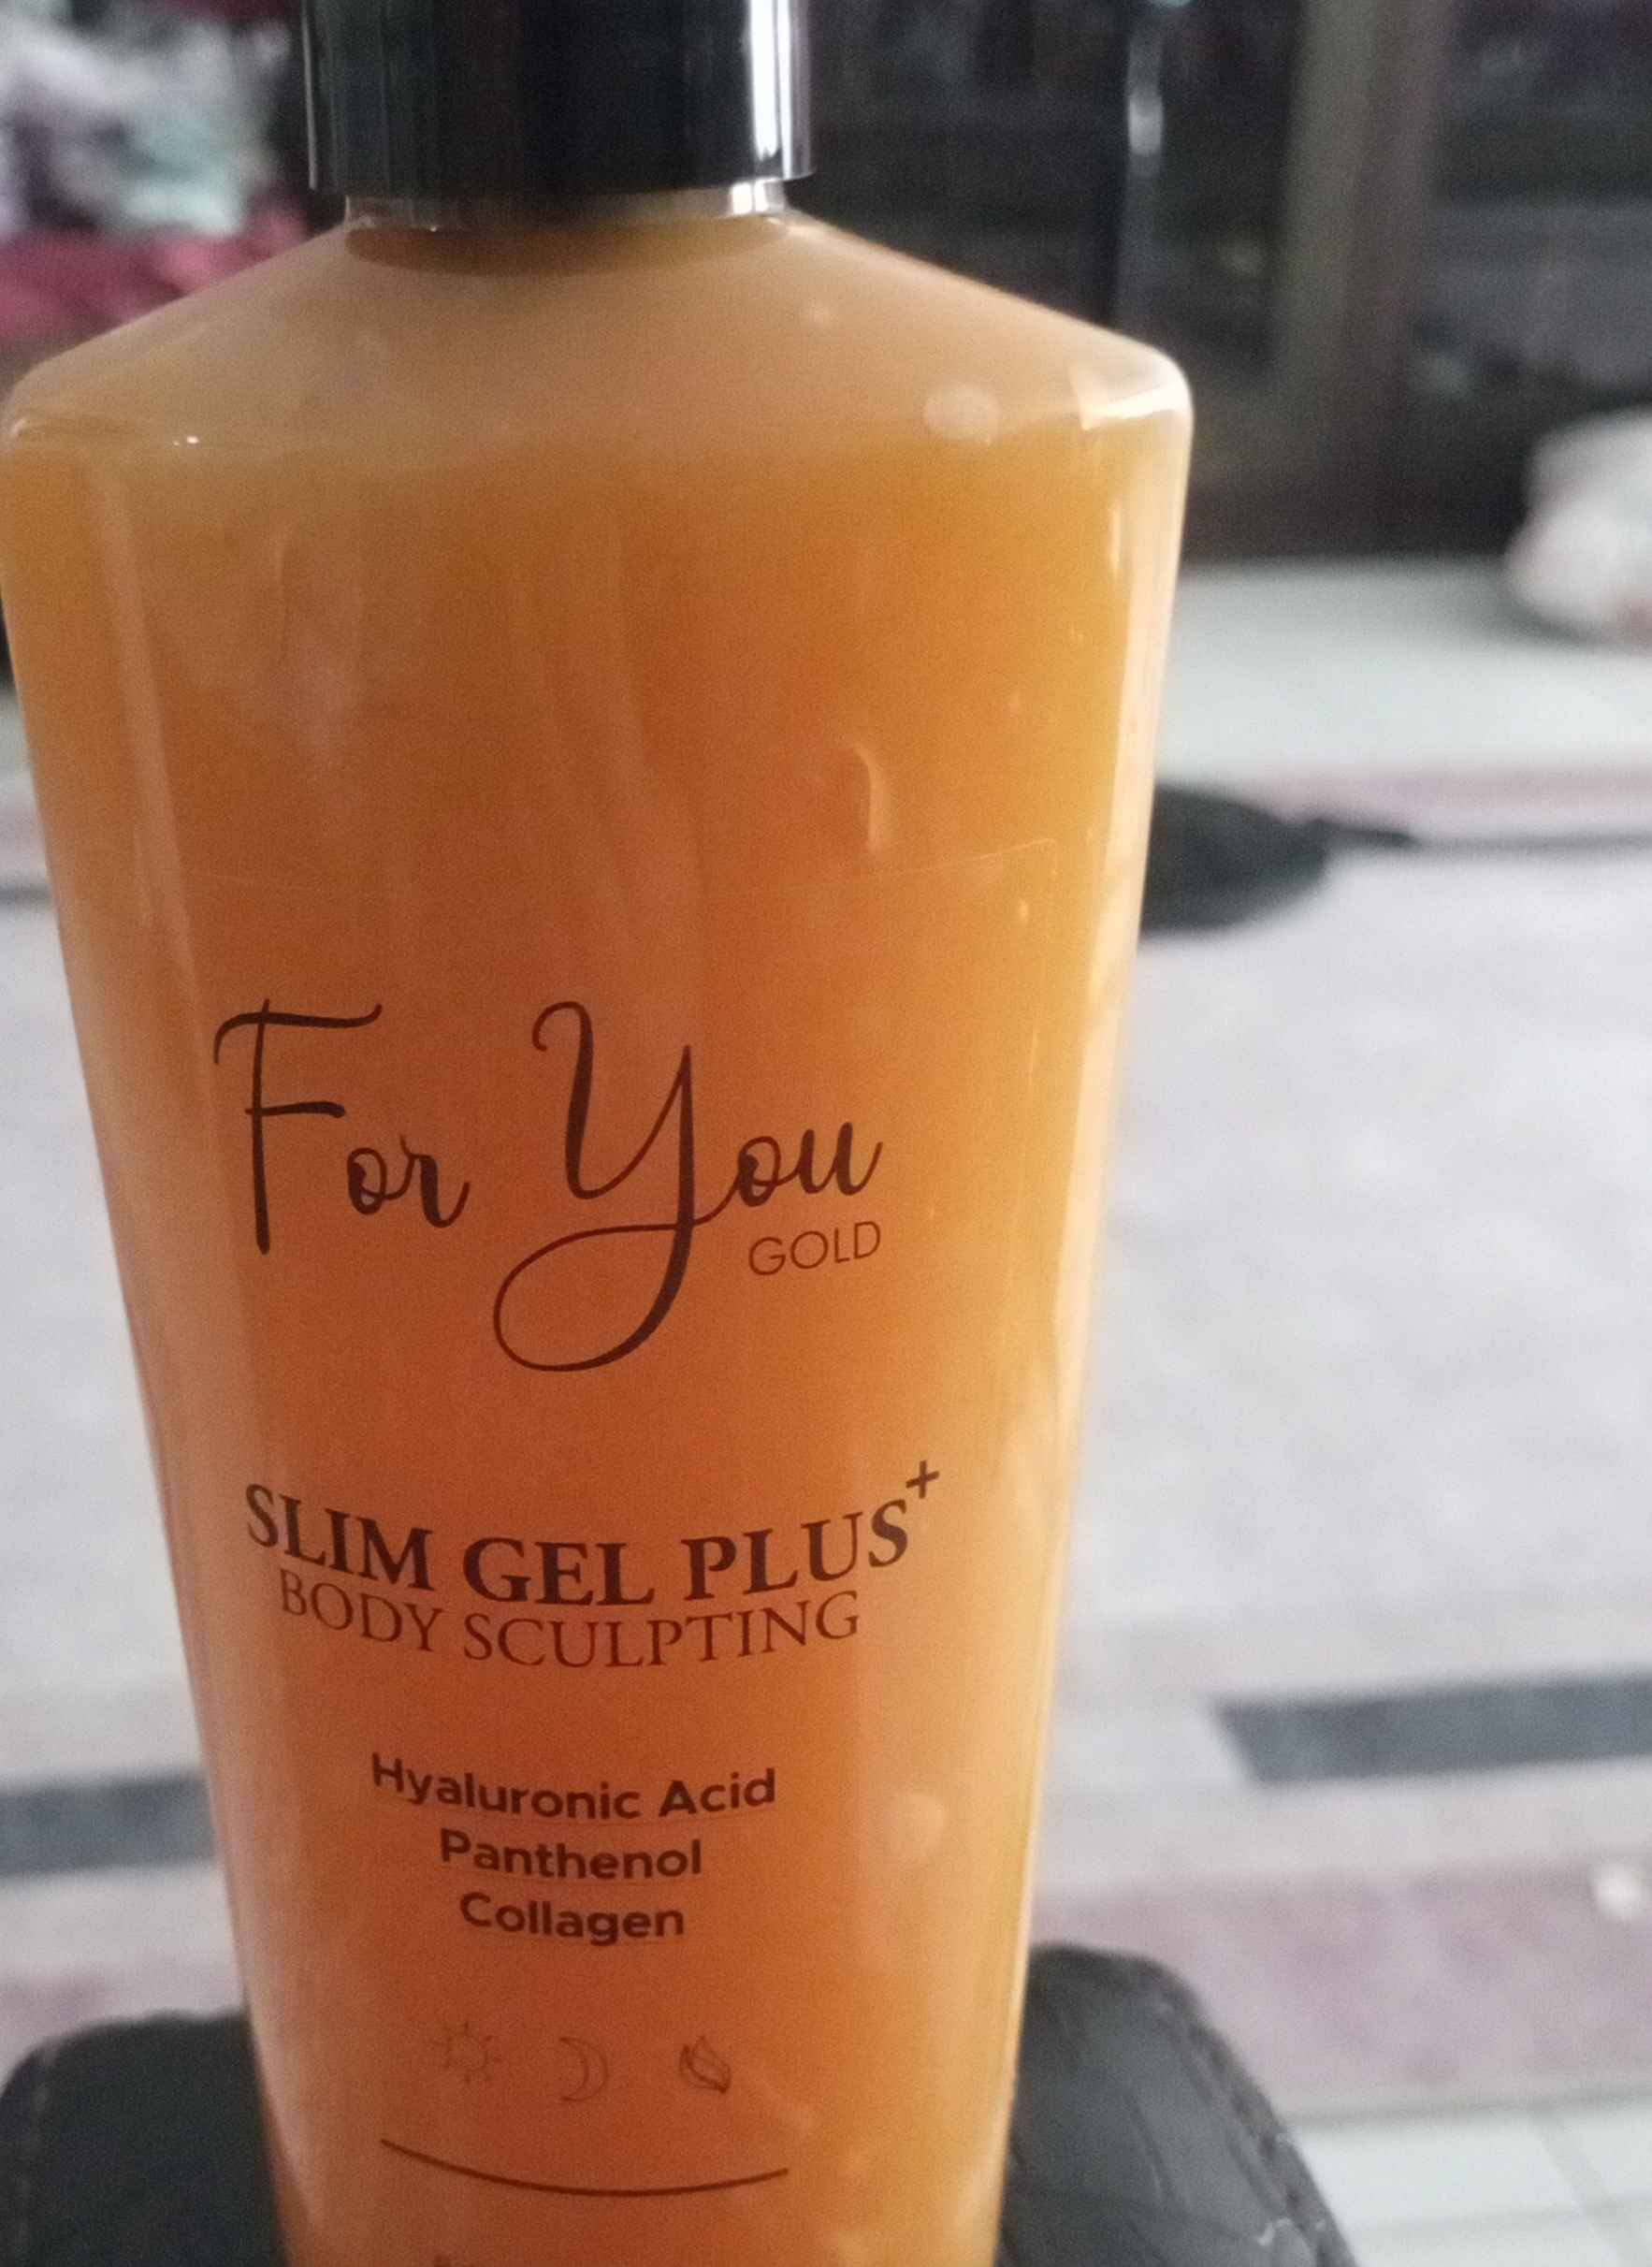 For You
GOLD
SLIM GEL PLUS+
BODY SCULPTING
Hyaluronic Acid
Panthenol
Collagen